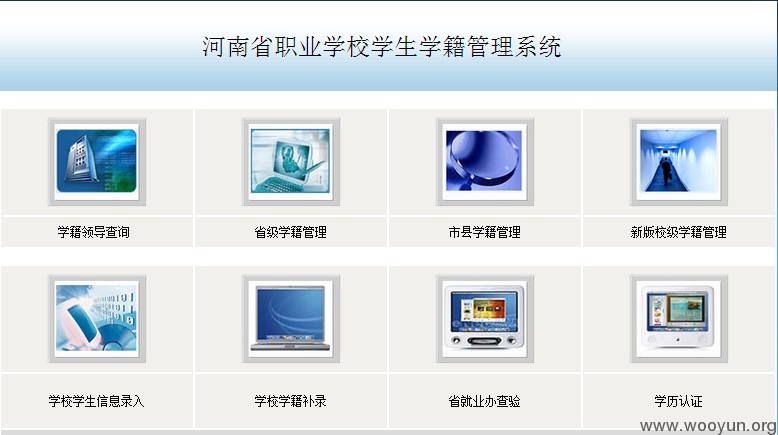 河南省职业学校学生学籍管理系统
学籍领导查询
省级学籍管理
市县学籍管理
新版校级学籍管理
学校学生信息录入
学校学籍补录
省就业办查验
学历认证
www.wooyun.org